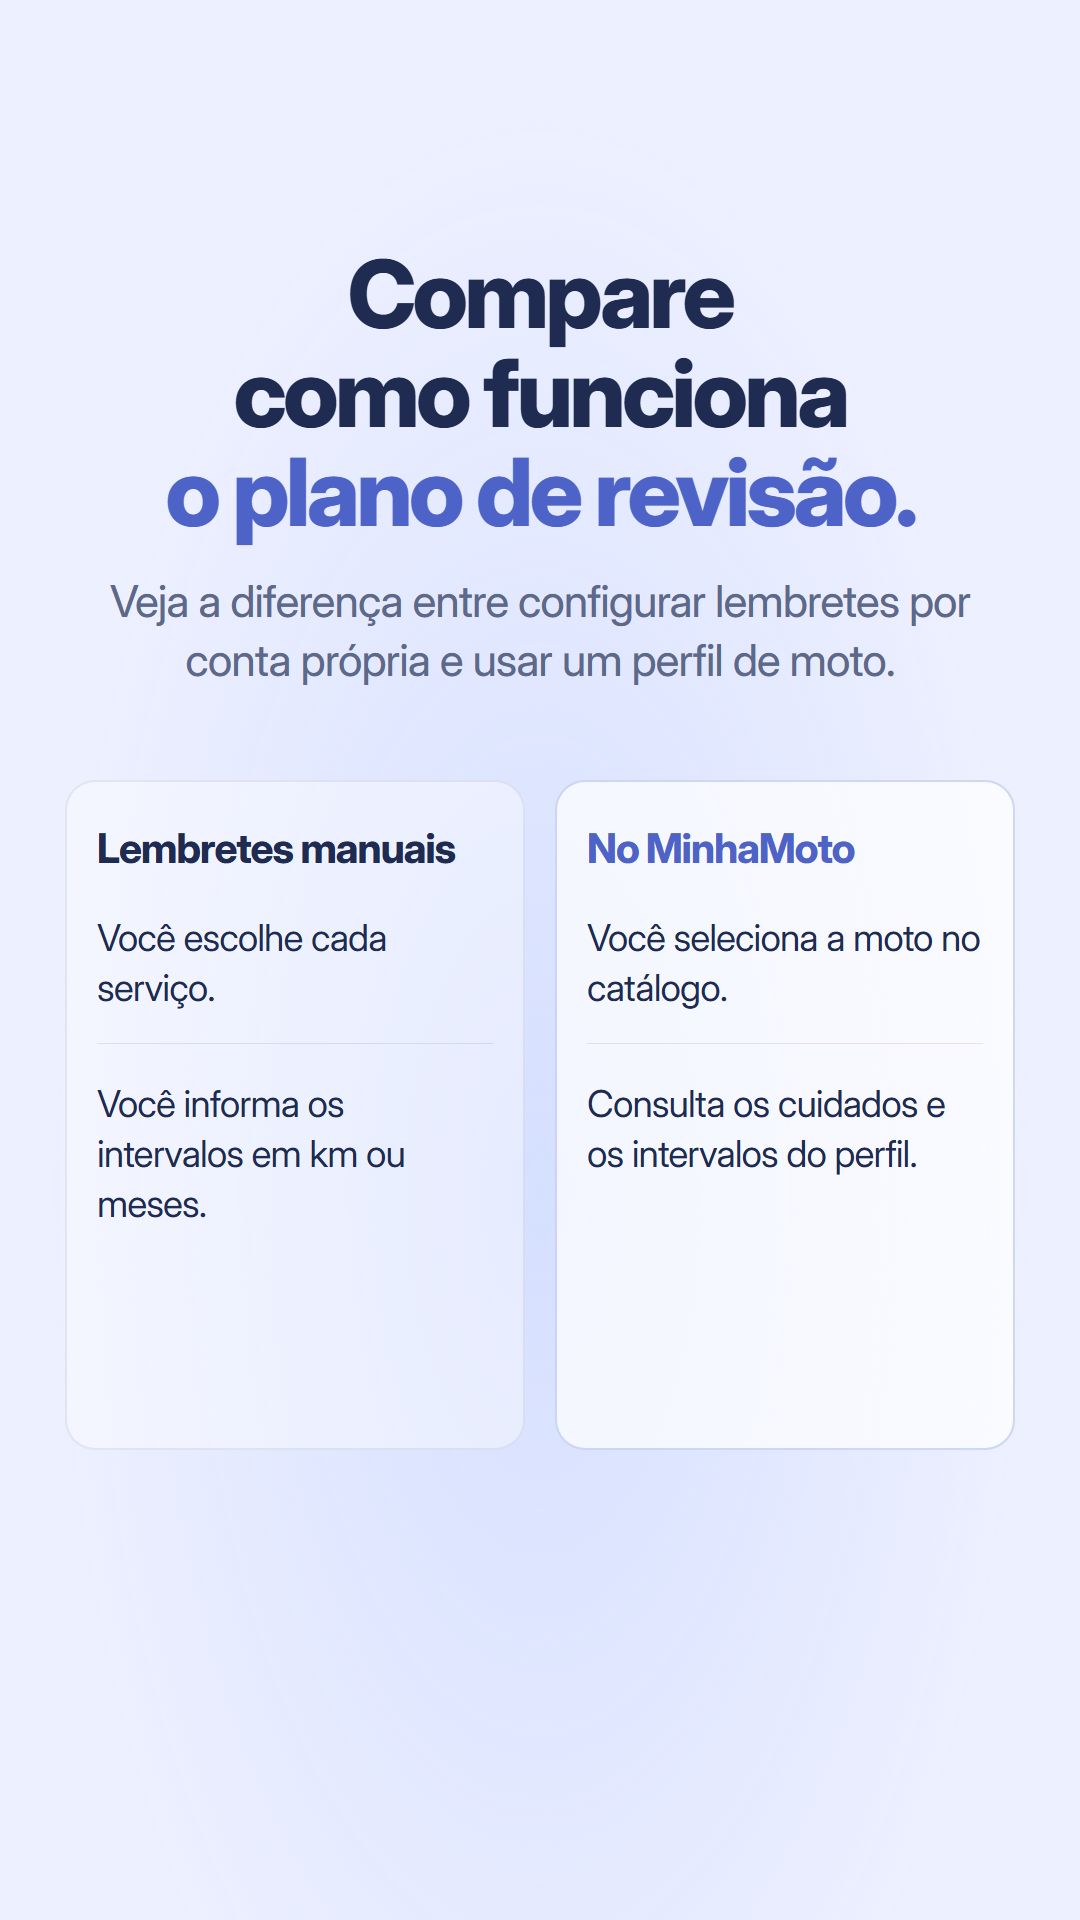 Compare
como funciona
o plano de revisão.
Veja a diferença entre configurar lembretes por
conta própria e usar um perfil de moto.
Lembretes manuais
Você escolhe cada
serviço.
Você informa os
intervalos em km ou
meses.
No MinhaMoto
Você seleciona a moto no
catálogo.
Consulta os cuidados e
os intervalos do perfil.